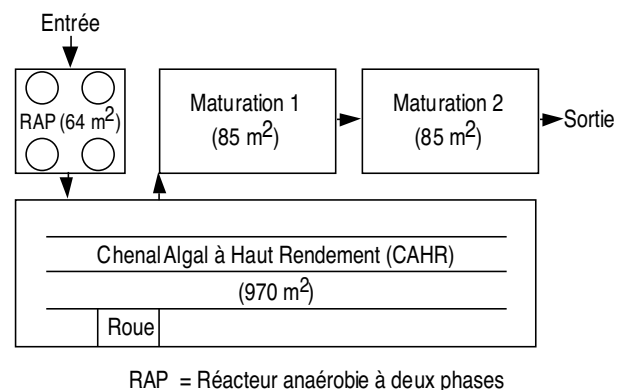 Entrée
RAP (64 m²)
Maturation 1
(85 m²)
Maturation 2
(85 m²)
Sortie
Chenal Algal à Haut Rendement (CAHR)
(970 m²)
Roue
RAP = Réacteur anaérobie à deux phases